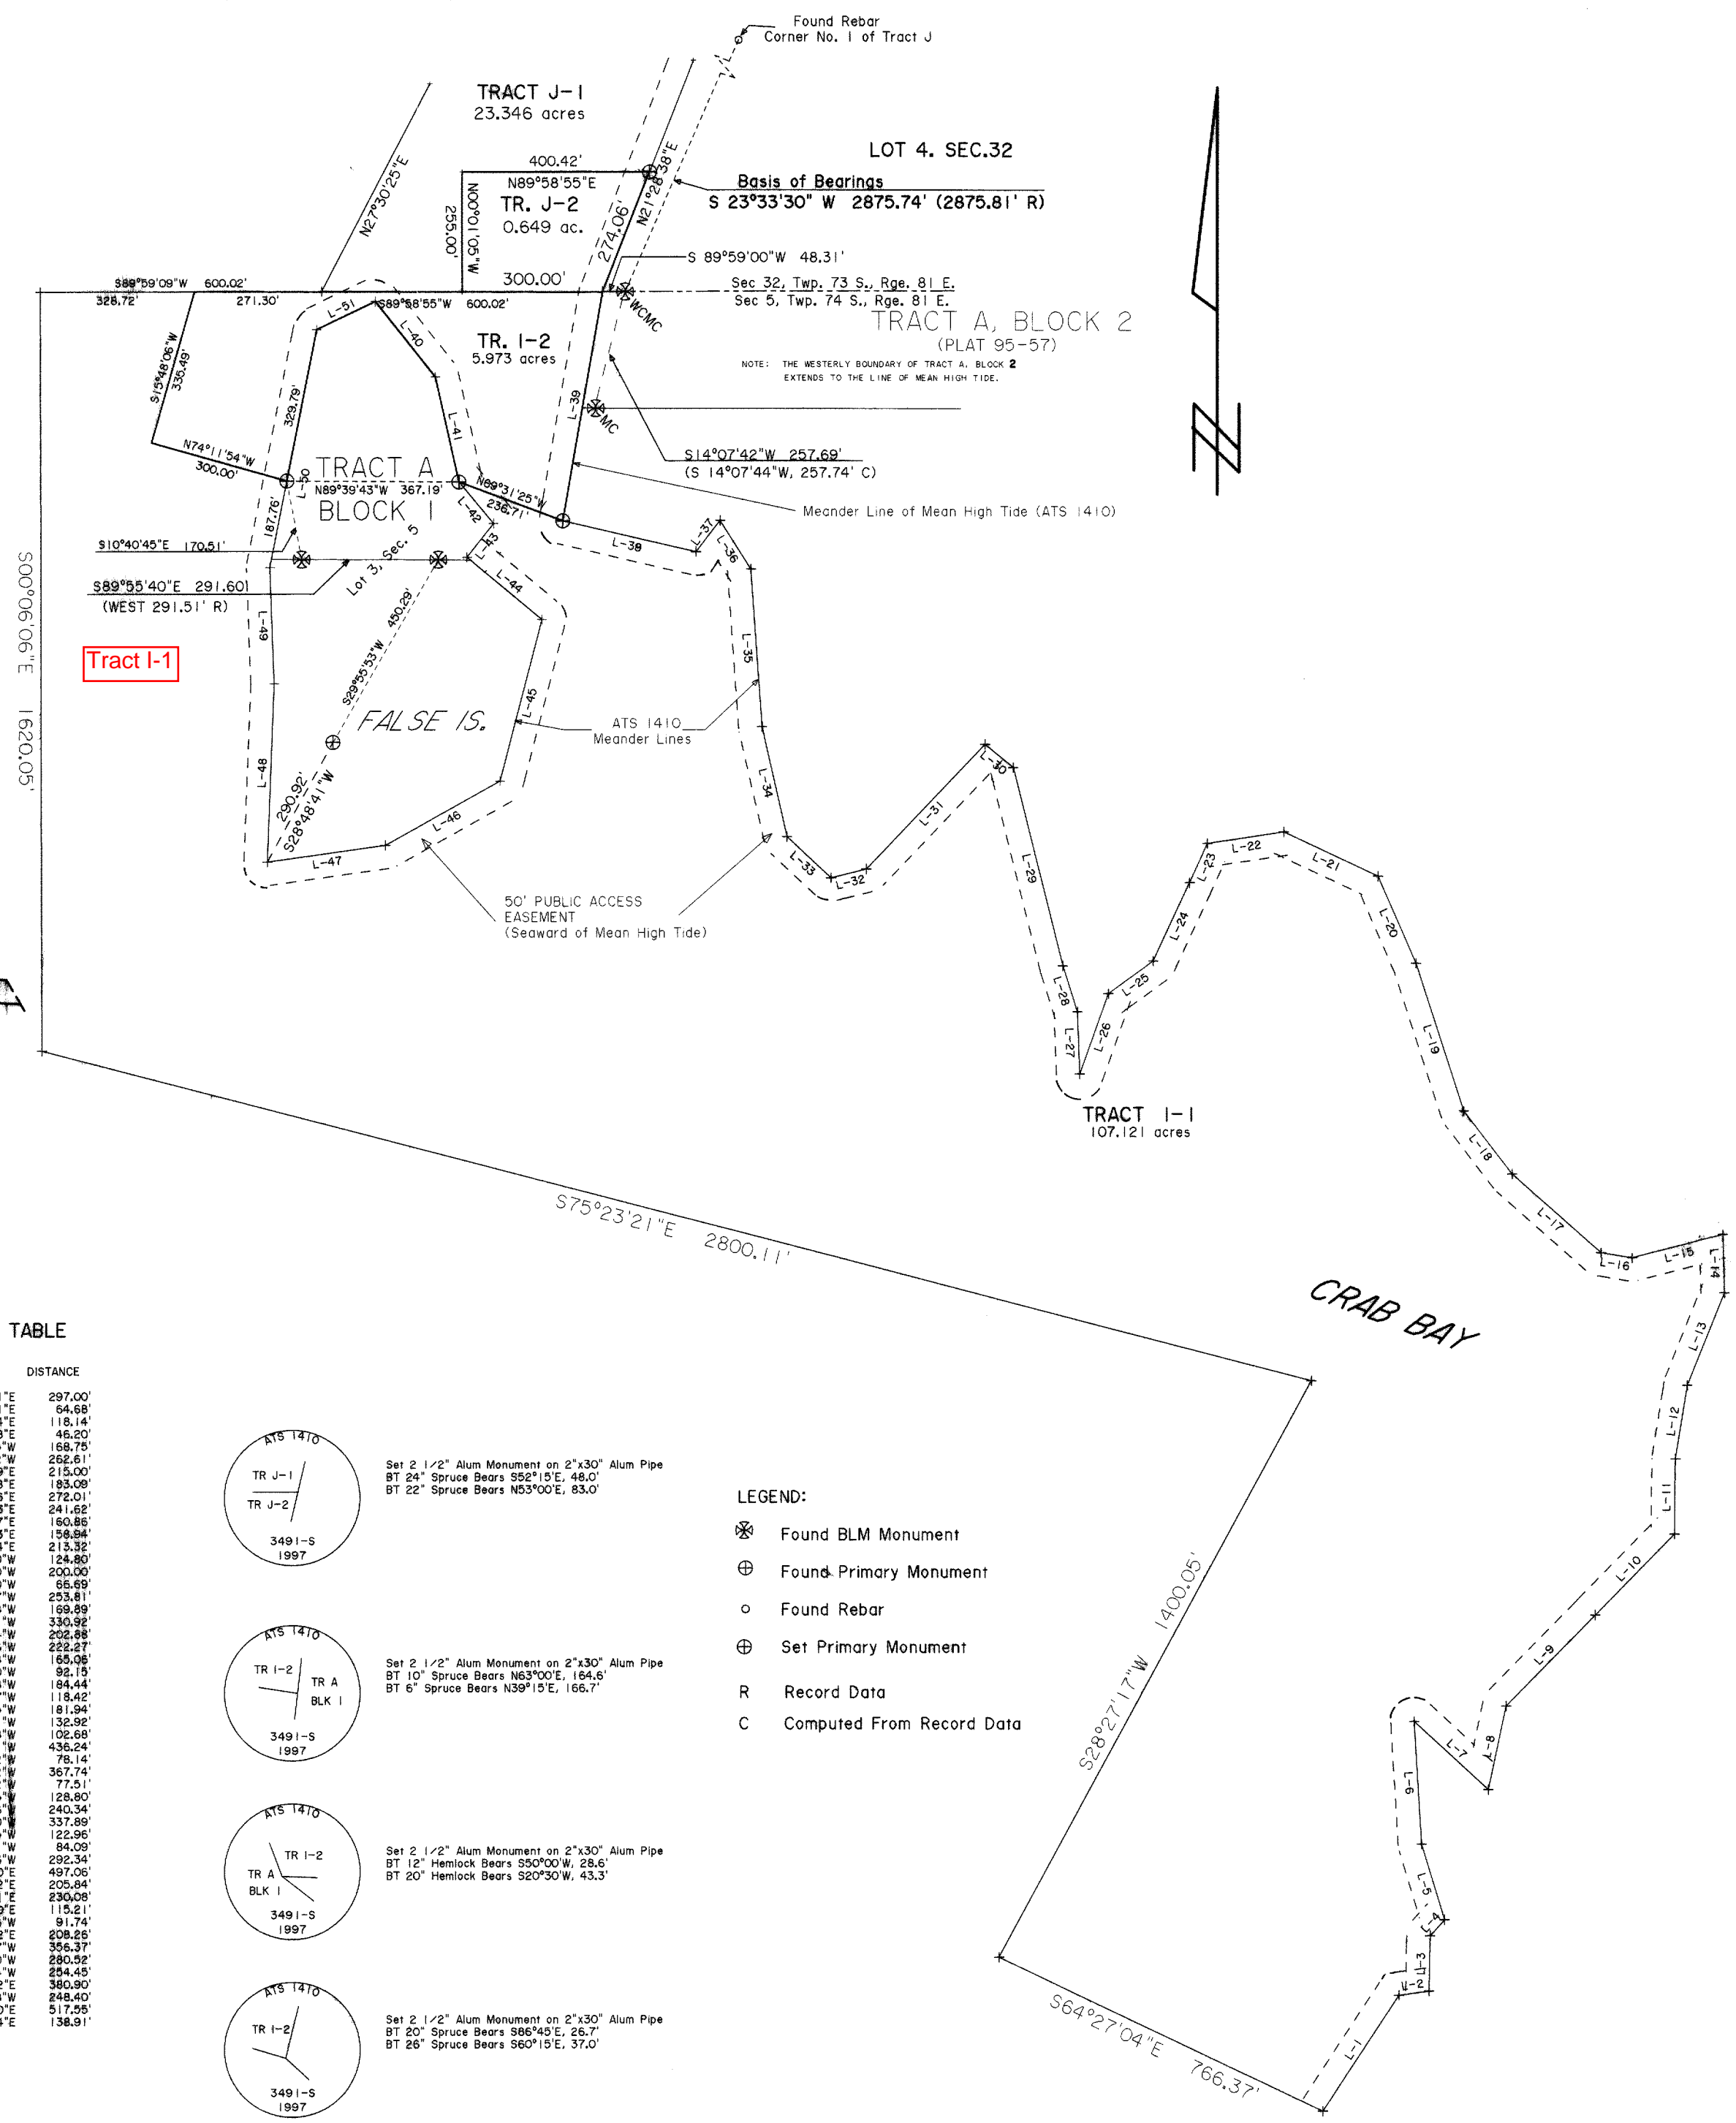 Found Rebar
Corner No. 1 of Tract J
TRACT J-1
23.346 acres
N27°30'25"E
400.42'
N89°58'55"E
TR. J-2
0.649 ac.
N00°01'05"W
255.00'
274.06'
N21°28'38"E
LOT 4. SEC.32
Basis of Bearings
S 23°33'30" W 2875.74' (2875.81' R)
S 89°59'00"W 48.31'
300.00'
Sec 32, Twp. 73 S., Rge. 81 E.
Sec 5, Twp. 74 S., Rge. 81 E.
WCMC
TRACT A, BLOCK 2
(PLAT 95-57)
NOTE: THE WESTERLY BOUNDARY OF TRACT A, BLOCK 2
EXTENDS TO THE LINE OF MEAN HIGH TIDE.
S89°59'09"W 600.02'
328.72'
271.30'
S89°58'55"W 600.02'
L-51
L-40
TR. I-2
5.973 acres
S15°48'06"W
335.49'
329.79'
L-41
L-39
MC
S14°07'42"W 257.69'
(S 14°07'44"W, 257.74' C)
N74°11'54"W
300.00'
L-50
TRACT A
N89°39'43"W 367.19'
BLOCK 1
N69°31'25"W
236.71'
187.76'
L-42
L-43
Meander Line of Mean High Tide (ATS 1410)
L-38
L-37
L-36
S10°40'45"E 170.51'
Lot 3, Sec. 5
S89°55'40"E 291.60'
(WEST 291.51' R)
L-44
S00°06'06"E 1620.05'
L-49
Tract I-1
S29°55'53"W 450.29'
L-35
L-45
FALSE IS.
ATS 1410
Meander Lines
L-48
290.92'
S28°48'41"W
L-34
L-30
L-31
L-46
L-47
L-33
L-32
L-29
L-23
L-22
L-21
50' PUBLIC ACCESS
EASEMENT
(Seaward of Mean High Tide)
L-24
L-20
L-25
L-28
L-27
L-26
L-19
TRACT I-1
107.121 acres
L-18
L-17
S75°23'21"E 2800.11'
L-16
L-15
L-14
CRAB BAY
L-13
L-12
L-11
L-10
L-9
L-8
L-7
L-6
L-5
L-4
L-3
L-2
L-1
S28°27'17"W 1400.05'
S64°27'04"E 766.37'
TABLE
DISTANCE
"E 297.00'
"E 64.68'
"E 118.14'
"E 46.20'
"W 168.75'
"W 262.61'
"E 215.00'
"E 183.09'
"E 272.01'
"E 241.62'
"E 160.86'
"E 158.94'
"E 213.32'
"W 124.80'
"W 200.00'
"W 66.69'
"W 253.81'
"W 169.89'
"W 330.92'
"W 202.88'
"W 222.27'
"W 165.06'
"W 92.15'
"W 184.44'
"W 118.42'
"W 181.94'
"W 132.92'
"W 102.68'
"W 436.24'
"W 78.14'
"W 367.74'
"W 77.51'
"W 128.80'
"W 240.34'
"W 337.89'
"W 122.96'
"W 84.09'
"W 292.34'
"E 497.06'
"E 205.84'
"E 230.08'
"E 115.21'
"W 91.74'
"E 208.26'
"W 356.37'
"W 280.52'
"W 254.45'
"E 380.90'
"W 248.40'
"E 517.55'
"E 138.91'
ATS 1410
TR J-1
TR J-2
3491-S
1997
Set 2 1/2" Alum Monument on 2"x30" Alum Pipe
BT 24" Spruce Bears S52°15'E, 48.0'
BT 22" Spruce Bears N53°00'E, 83.0'
ATS 1410
TR I-2
TR A
BLK 1
3491-S
1997
Set 2 1/2" Alum Monument on 2"x30" Alum Pipe
BT 10" Spruce Bears N63°00'E, 164.6'
BT 6" Spruce Bears N39°15'E, 166.7'
ATS 1410
TR I-2
TR A
BLK 1
3491-S
1997
Set 2 1/2" Alum Monument on 2"x30" Alum Pipe
BT 12" Hemlock Bears S50°00'W, 28.6'
BT 20" Hemlock Bears S20°30'W, 43.3'
ATS 1410
TR I-2
3491-S
1997
Set 2 1/2" Alum Monument on 2"x30" Alum Pipe
BT 20" Spruce Bears S86°45'E, 26.7'
BT 26" Spruce Bears S60°15'E, 37.0'
LEGEND:
Found BLM Monument
Found Primary Monument
Found Rebar
Set Primary Monument
R Record Data
C Computed From Record Data